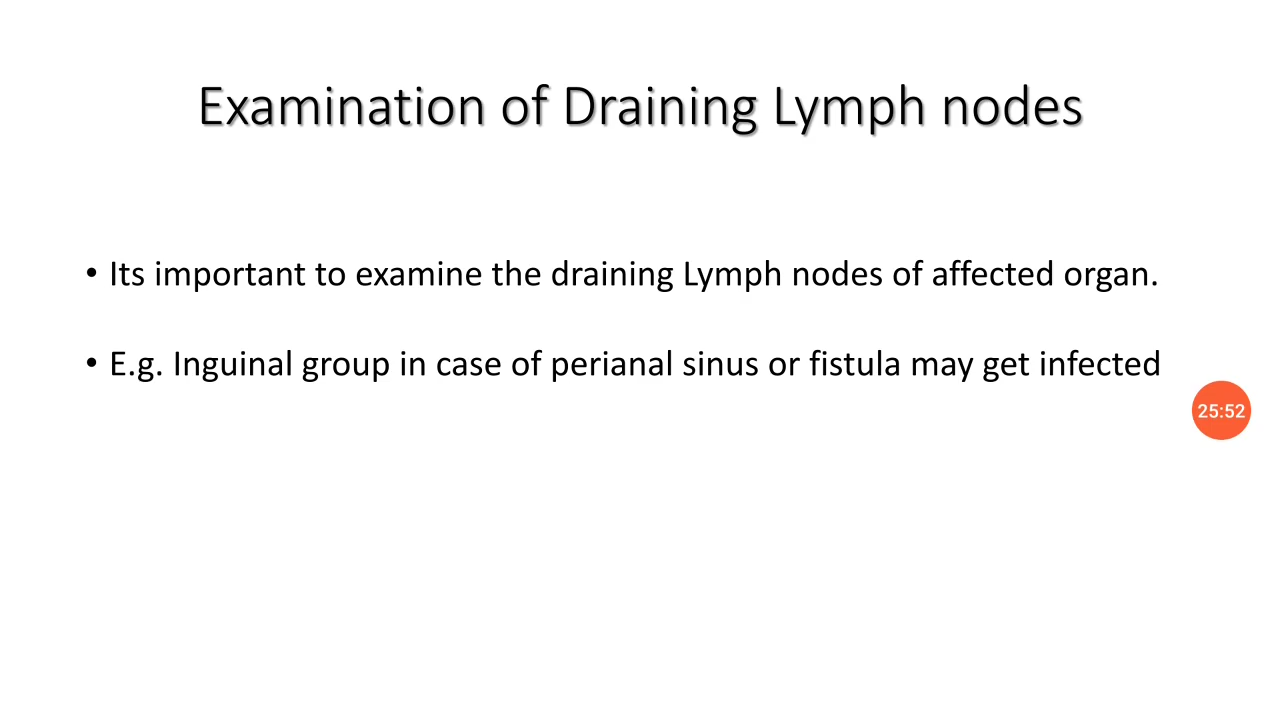 Examination of Draining Lymph nodes
• Its important to examine the draining Lymph nodes of affected organ.
• E.g. Inguinal group in case of perianal sinus or fistula may get infected
25:52